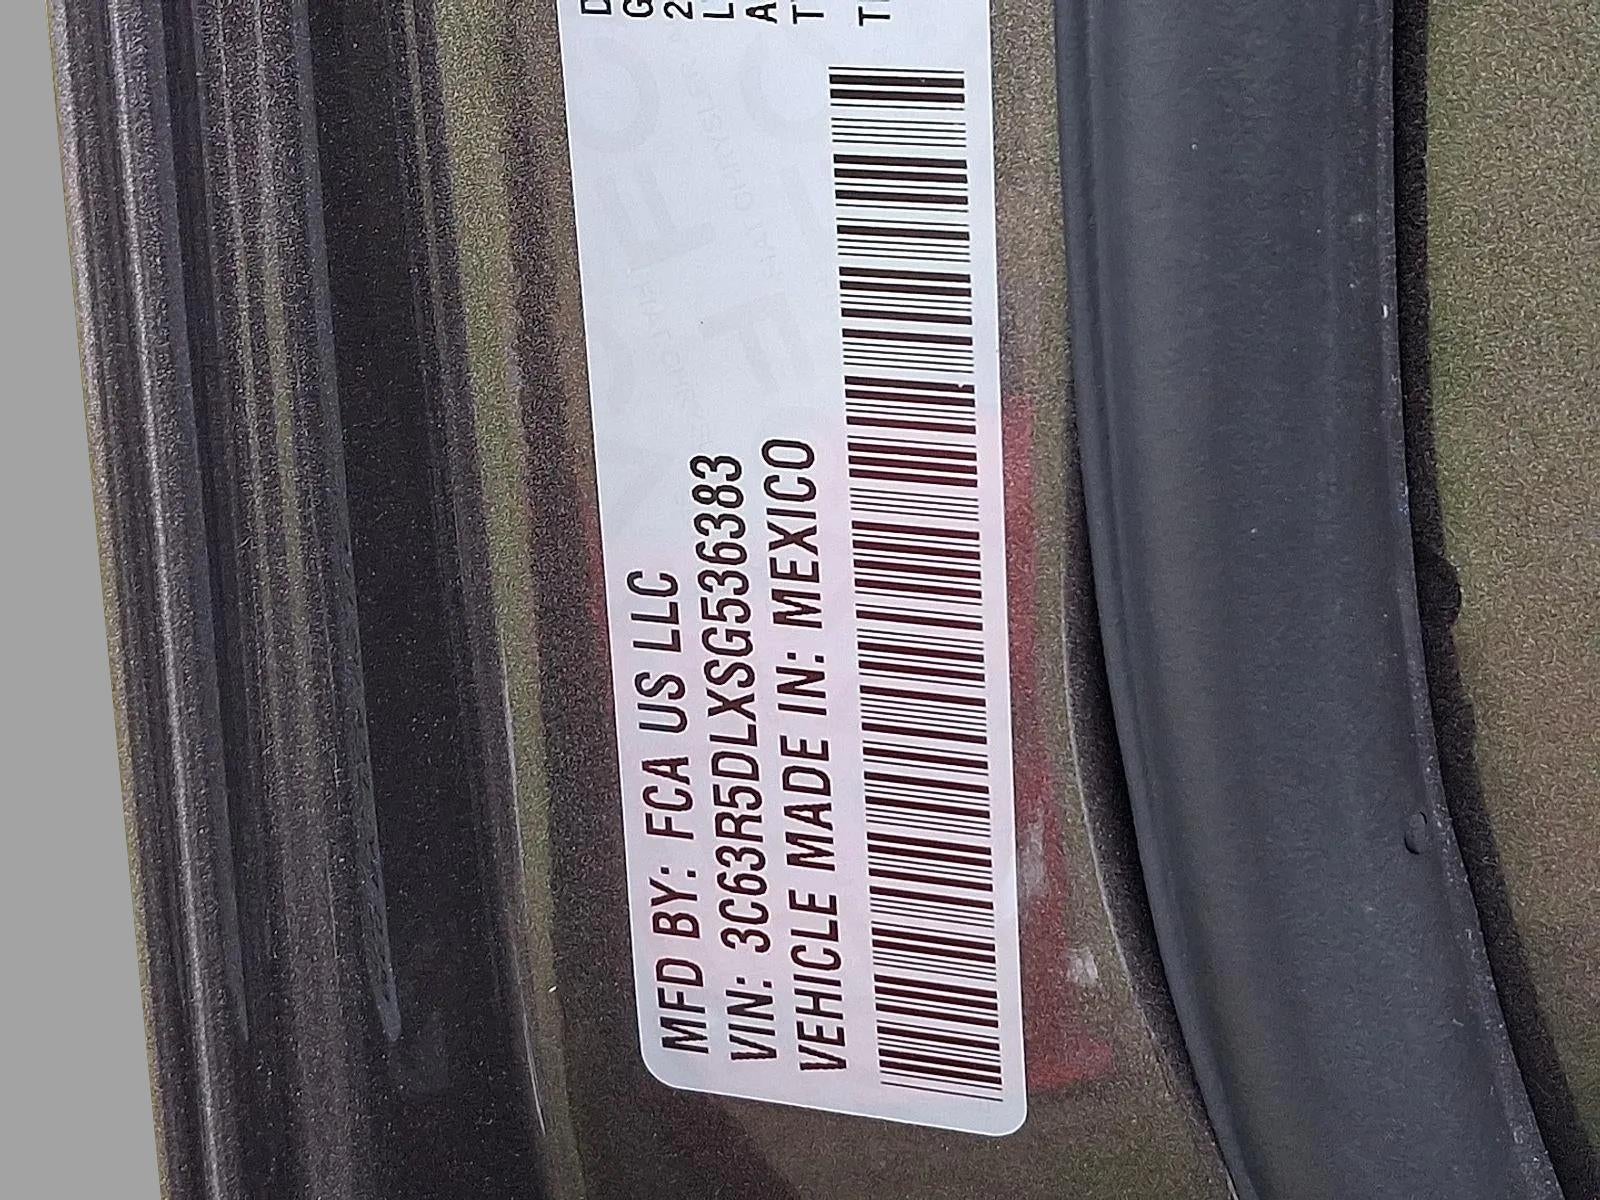 MFD BY: FCA US LLC
VIN: 3C63R5DLXSG536383
VEHICLE MADE IN: MEXICO